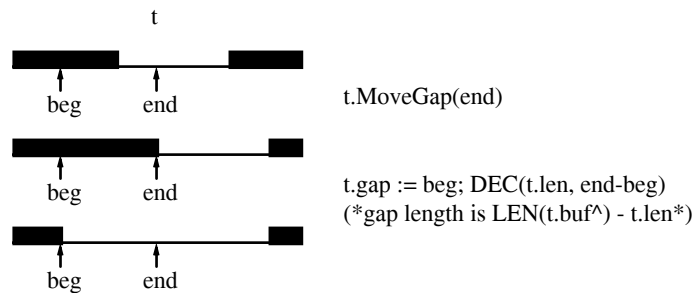 t
beg end
t.MoveGap(end)
beg end
t.gap := beg; DEC(t.len, end-beg)
(*gap length is LEN(t.buf^) - t.len*)
beg end